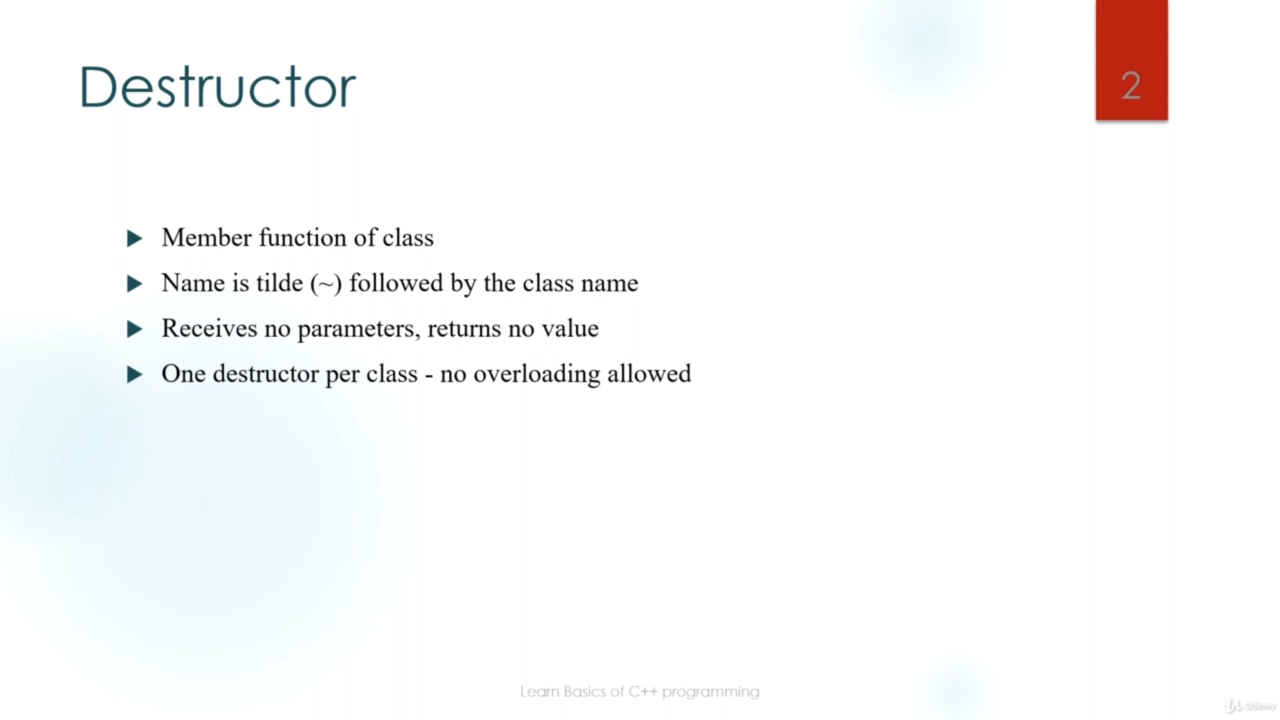 Destructor
2
Member function of class
Name is tilde (~) followed by the class name
Receives no parameters, returns no value
One destructor per class - no overloading allowed
Learn Basics of C++ programming
Udemy